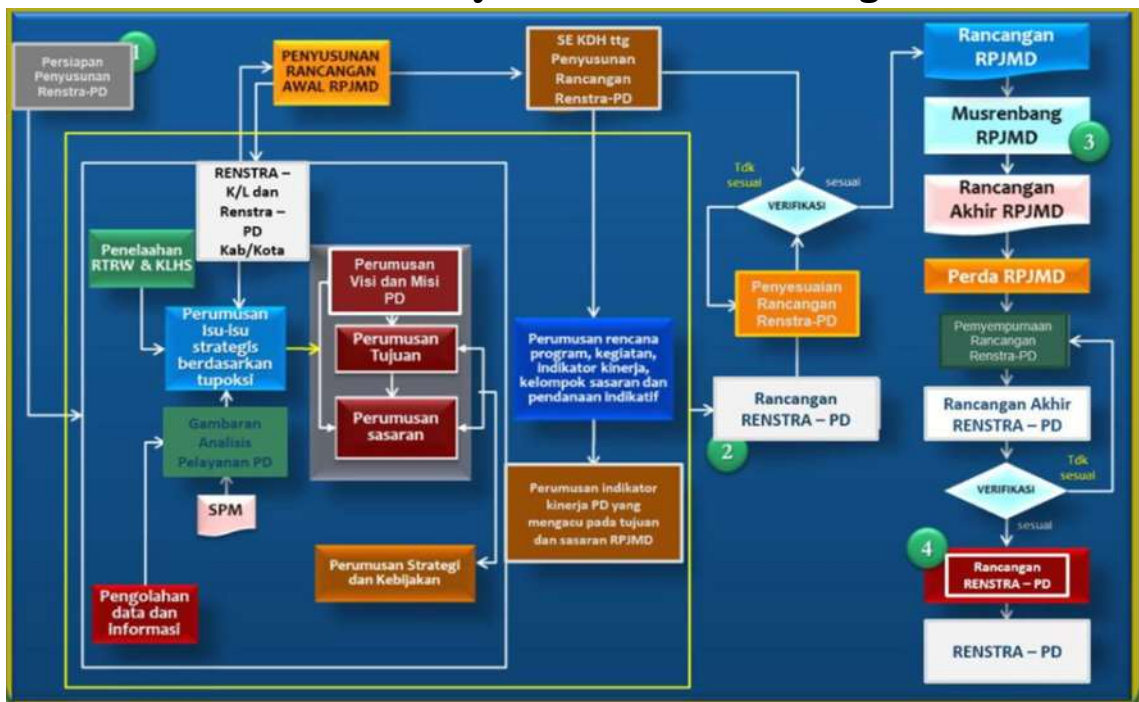 1
Persiapan
Penyusunan
Renstra-PD
PENYUSUNAN
RANCANGAN
AWAL RPJMD
SE KDH ttg
Penyusunan
Rancangan
Renstra-PD
Rancangan
RPJMD
Musrenbang
RPJMD
3
Rancangan
Akhir RPJMD
Perda RPJMD
Pemyempurnaan
Rancangan
Renstra-PD
Rancangan Akhir
RENSTRA – PD
Tdk
sesuai
VERIFIKASI
sesuai
4
Rancangan
RENSTRA – PD
RENSTRA – PD
Tdk
sesuai
sesuai
VERIFIKASI
Penyesuaian
Rancangan
Renstra-PD
Rancangan
RENSTRA – PD
2
RENSTRA –
K/L dan
Renstra –
PD
Kab/Kota
Penelaahan
RTRW & KLHS
Perumusan
Isu-isu
strategis
berdasarkan
tupoksi
Gambaran
Analisis
Pelayanan PD
SPM
Pengolahan
data dan
informasi
Perumusan
Visi dan Misi
PD
Perumusan
Tujuan
Perumusan
sasaran
Perumusan Strategi
dan Kebijakan
Perumusan rencana
program, kegiatan,
indikator kinerja,
kelompok sasaran dan
pendanaan indikatif
Perumusan indikator
kinerja PD yang
mengacu pada tujuan
dan sasaran RPJMD